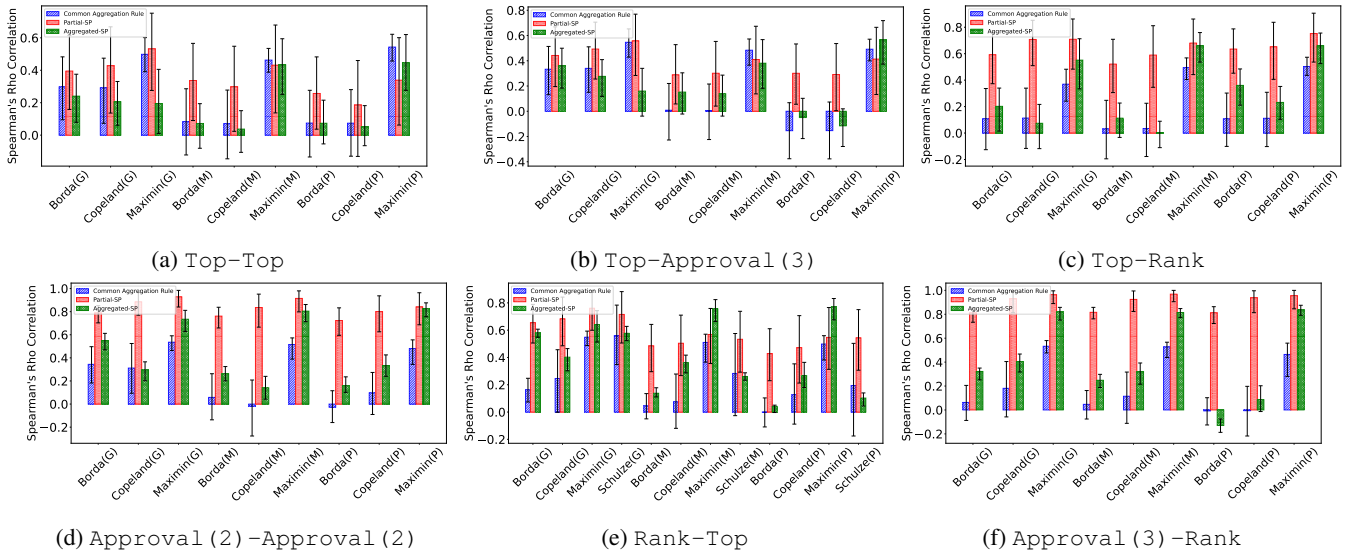 Spearman's Rho Correlation
0.6
0.4
0.2
0.0
Common Aggregation Rule
Partial-SP
Aggregated-SP
Borda(G)
Copeland(G)
Maximin(G)
Borda(M)
Copeland(M)
Maximin(M)
Borda(P)
Copeland(P)
Maximin(P)
(a) Top-Top
Spearman's Rho Correlation
0.8
0.6
0.4
0.2
0.0
−0.2
−0.4
Common Aggregation Rule
Partial-SP
Aggregated-SP
Borda(G)
Copeland(G)
Maximin(G)
Borda(M)
Copeland(M)
Maximin(M)
Borda(P)
Copeland(P)
Maximin(P)
(b) Top-Approval(3)
Spearman's Rho Correlation
0.8
0.6
0.4
0.2
0.0
−0.2
Common Aggregation Rule
Partial-SP
Aggregated-SP
Borda(G)
Copeland(G)
Maximin(G)
Borda(M)
Copeland(M)
Maximin(M)
Borda(P)
Copeland(P)
Maximin(P)
(c) Top-Rank
Spearman's Rho Correlation
1.0
0.8
0.6
0.4
0.2
0.0
−0.2
Common Aggregation Rule
Partial-SP
Aggregated-SP
Borda(G)
Copeland(G)
Maximin(G)
Borda(M)
Copeland(M)
Maximin(M)
Borda(P)
Copeland(P)
Maximin(P)
(d) Approval(2)-Approval(2)
Spearman's Rho Correlation
0.8
0.6
0.4
0.2
0.0
−0.2
Common Aggregation Rule
Partial-SP
Aggregated-SP
Borda(G)
Copeland(G)
Maximin(G)
Schulze(G)
Borda(M)
Copeland(M)
Maximin(M)
Schulze(M)
Borda(P)
Copeland(P)
Maximin(P)
Schulze(P)
(e) Rank-Top
Spearman's Rho Correlation
1.0
0.8
0.6
0.4
0.2
0.0
−0.2
Common Aggregation Rule
Partial-SP
Aggregated-SP
Borda(G)
Copeland(G)
Maximin(G)
Borda(M)
Copeland(M)
Maximin(M)
Borda(P)
Copeland(P)
Maximin(P)
(f) Approval(3)-Rank